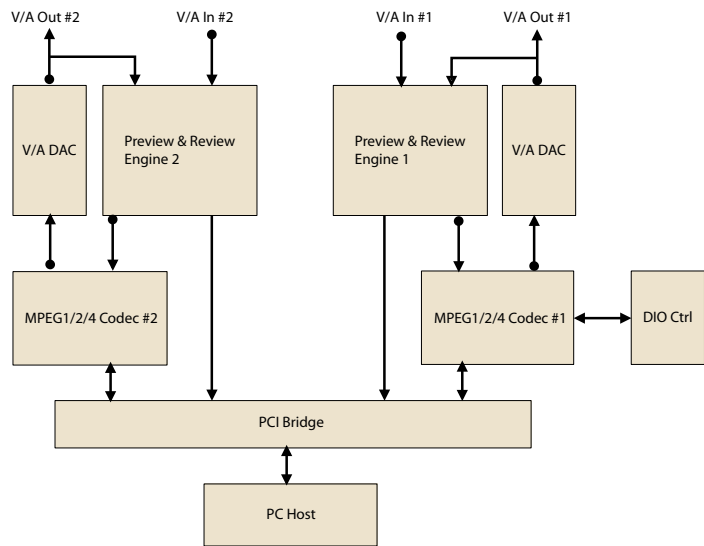 V/A Out #2
V/A In #2
V/A In #1
V/A Out #1
V/A DAC
Preview & Review
Engine 2
Preview & Review
Engine 1
V/A DAC
MPEG1/2/4 Codec #2
MPEG1/2/4 Codec #1
DIO Ctrl
PCI Bridge
PC Host